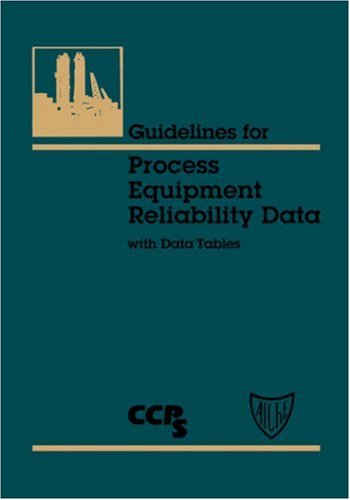 Guidelines for
Process
Equipment
Reliability Data
with Data Tables
CCPS
AIChE